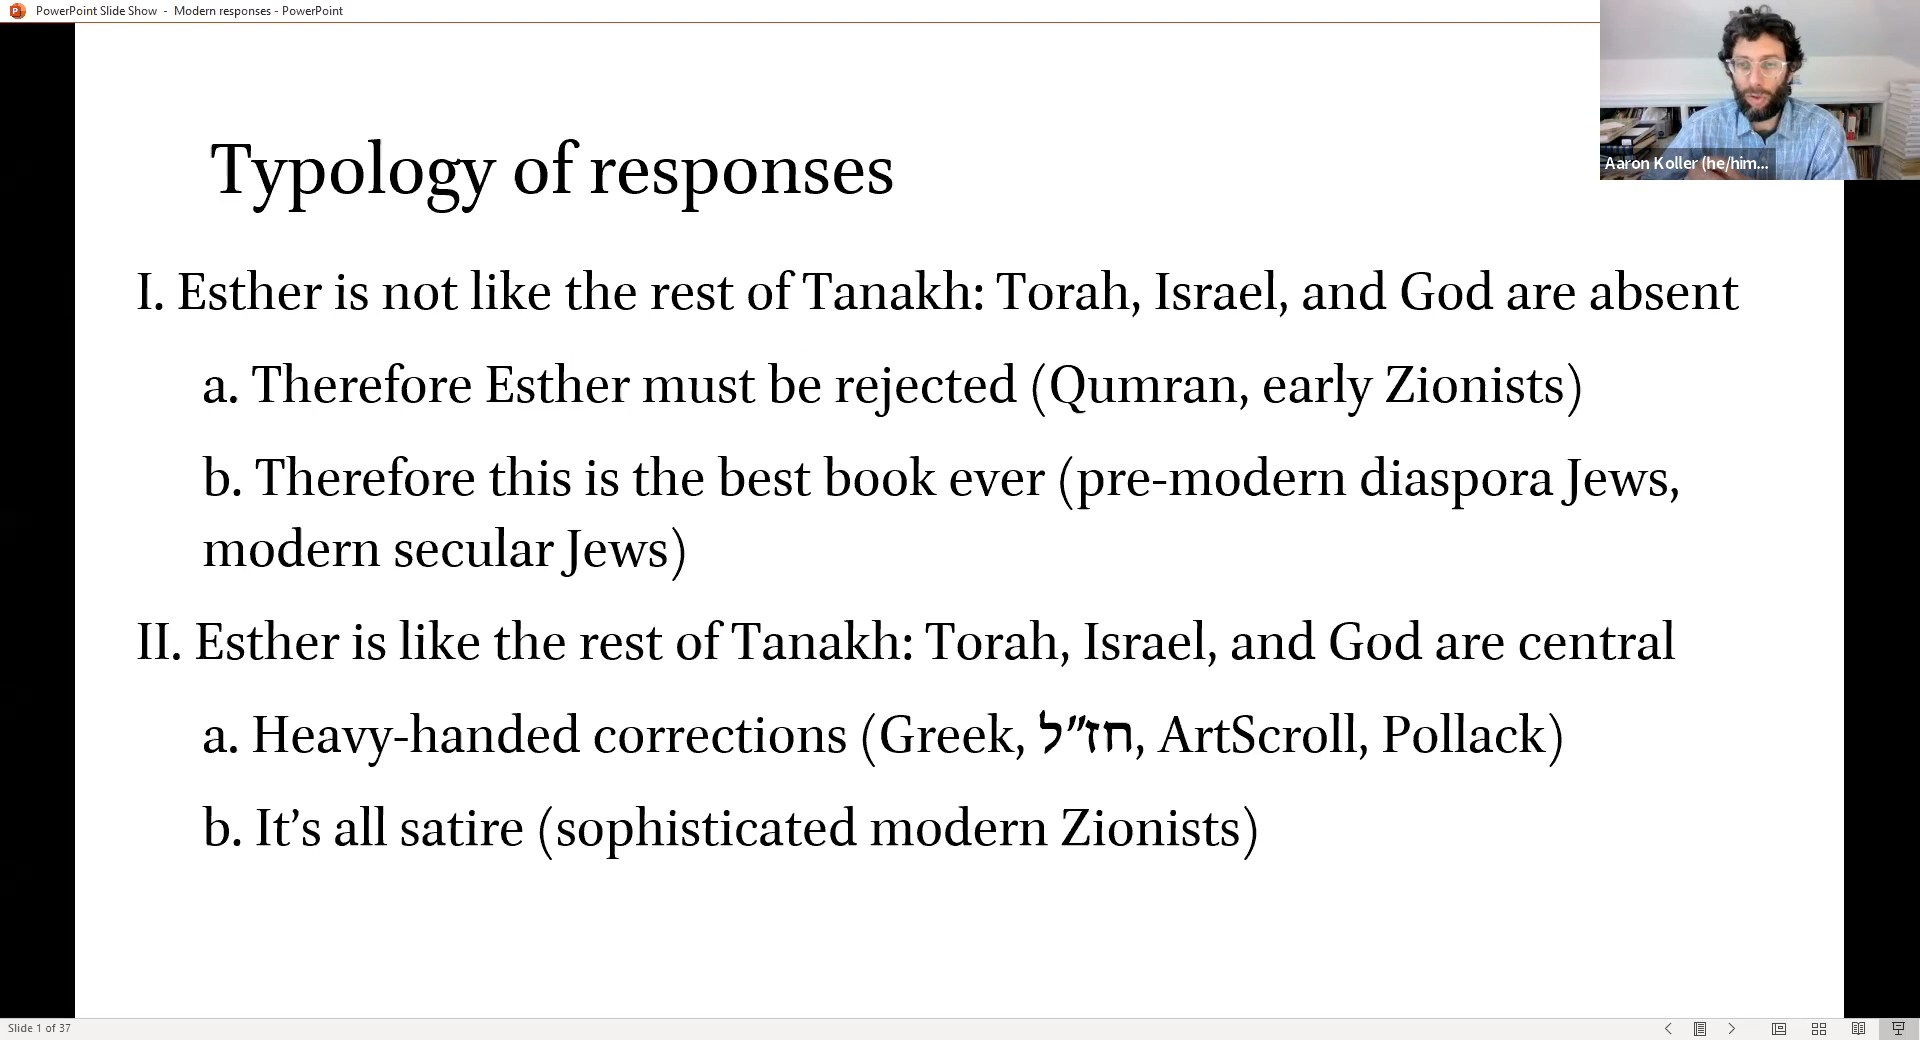 PowerPoint Slide Show - Modern responses - PowerPoint
Aaron Koller (he/him...
Typology of responses
I. Esther is not like the rest of Tanakh: Torah, Israel, and God are absent
a. Therefore Esther must be rejected (Qumran, early Zionists)
b. Therefore this is the best book ever (pre-modern diaspora Jews,
modern secular Jews)
II. Esther is like the rest of Tanakh: Torah, Israel, and God are central
a. Heavy-handed corrections (Greek, חז”ל, ArtScroll, Pollack)
b. It’s all satire (sophisticated modern Zionists)
Slide 1 of 37